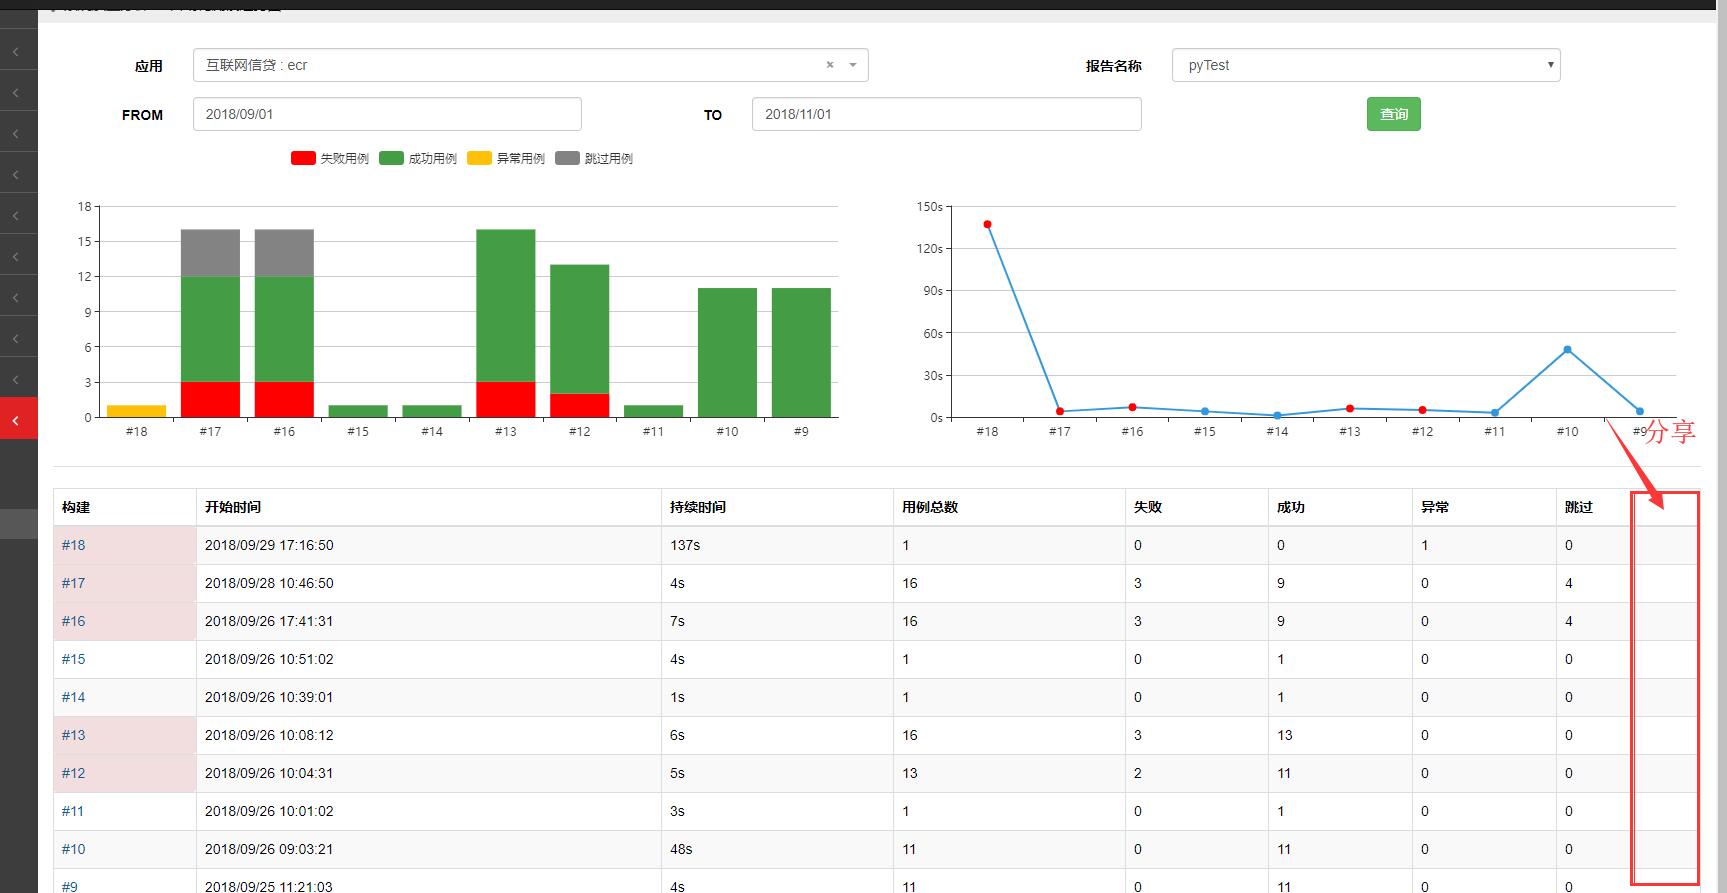 应用
互联网信贷 : ecr
×
报告名称
pyTest
FROM
2018/09/01
TO
2018/11/01
查询
失败用例 成功用例 异常用例 跳过用例
18
15
12
9
6
3
0
#18 #17 #16 #15 #14 #13 #12 #11 #10 #9
150s
120s
90s
60s
30s
0s
#18 #17 #16 #15 #14 #13 #12 #11 #10 #9
分享
构建 开始时间 持续时间 用例总数 失败 成功 异常 跳过
#18 2018/09/29 17:16:50 137s 1 0 0 1 0
#17 2018/09/28 10:46:50 4s 16 3 9 0 4
#16 2018/09/26 17:41:31 7s 16 3 9 0 4
#15 2018/09/26 10:51:02 4s 1 0 1 0 0
#14 2018/09/26 10:39:01 1s 1 0 1 0 0
#13 2018/09/26 10:08:12 6s 16 3 13 0 0
#12 2018/09/26 10:04:31 5s 13 2 11 0 0
#11 2018/09/26 10:01:02 3s 1 0 1 0 0
#10 2018/09/26 09:03:21 48s 11 0 11 0 0
#9 2018/09/25 11:21:03 4s 11 0 11 0 0